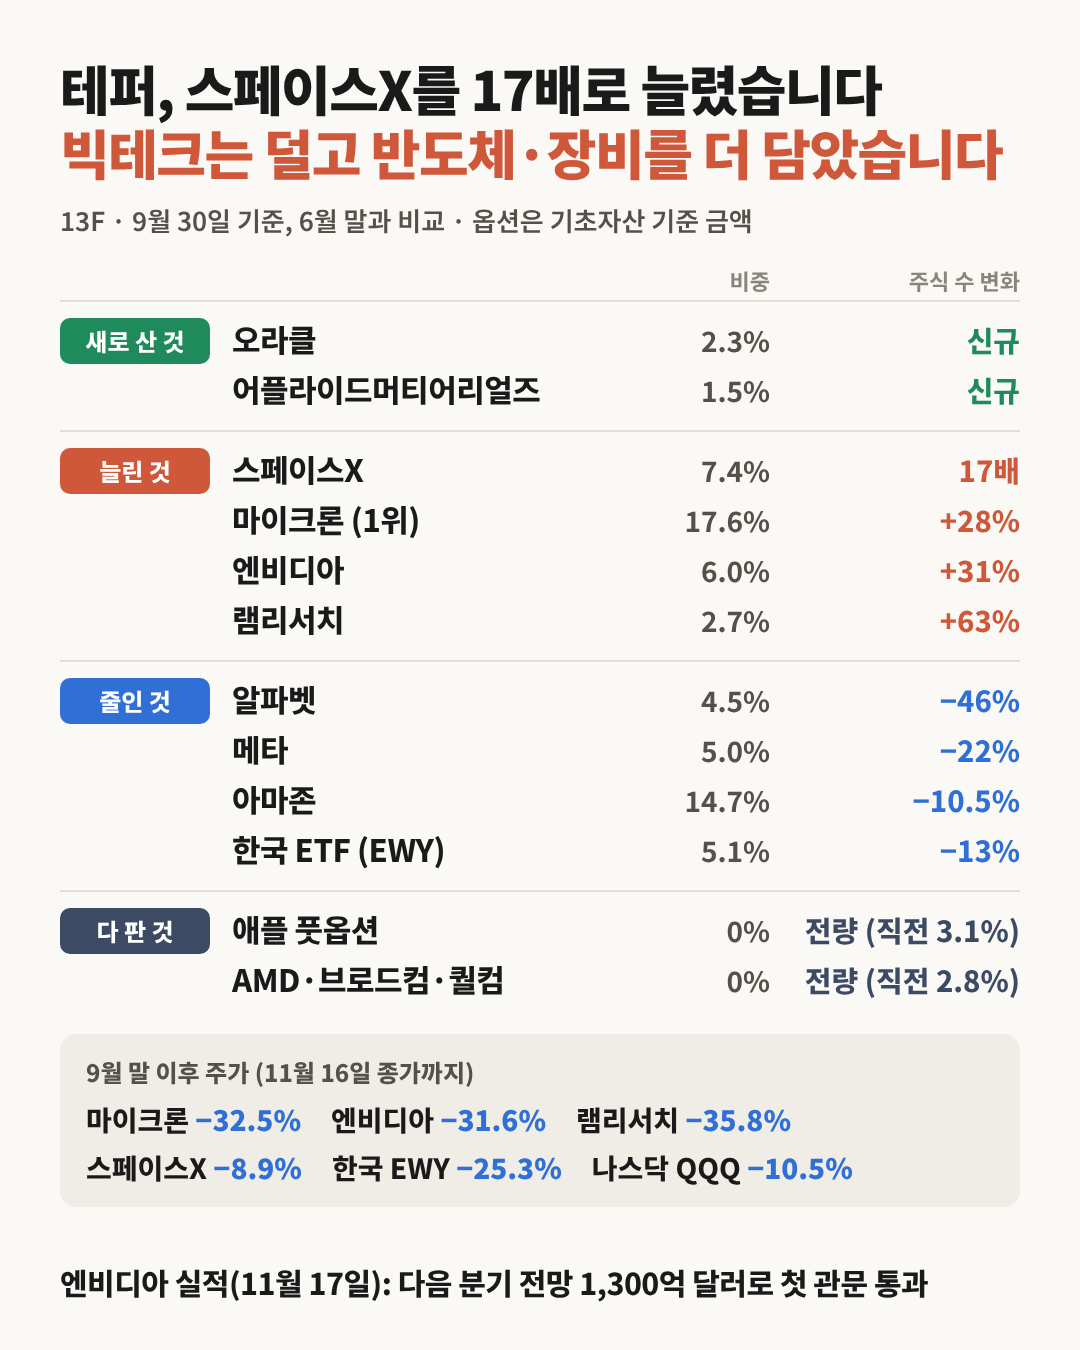 테퍼, 스페이스X를 17배로 늘렸습니다
빅테크는 덜고 반도체·장비를 더 담았습니다
13F · 9월 30일 기준, 6월 말과 비교 · 옵션은 기초자산 기준 금액
비중 주식 수 변화
새로 산 것 오라클 2.3% 신규
어플라이드머티어리얼즈 1.5% 신규
늘린 것 스페이스X 7.4% 17배
마이크론 (1위) 17.6% +28%
엔비디아 6.0% +31%
램리서치 2.7% +63%
줄인 것 알파벳 4.5% −46%
메타 5.0% −22%
아마존 14.7% −10.5%
한국 ETF (EWY) 5.1% −13%
다 판 것 애플 풋옵션 0% 전량 (직전 3.1%)
AMD·브로드컴·퀄컴 0% 전량 (직전 2.8%)
9월 말 이후 주가 (11월 16일 종가까지)
마이크론 −32.5% 엔비디아 −31.6% 램리서치 −35.8%
스페이스X −8.9% 한국 EWY −25.3% 나스닥 QQQ −10.5%
엔비디아 실적(11월 17일): 다음 분기 전망 1,300억 달러로 첫 관문 통과